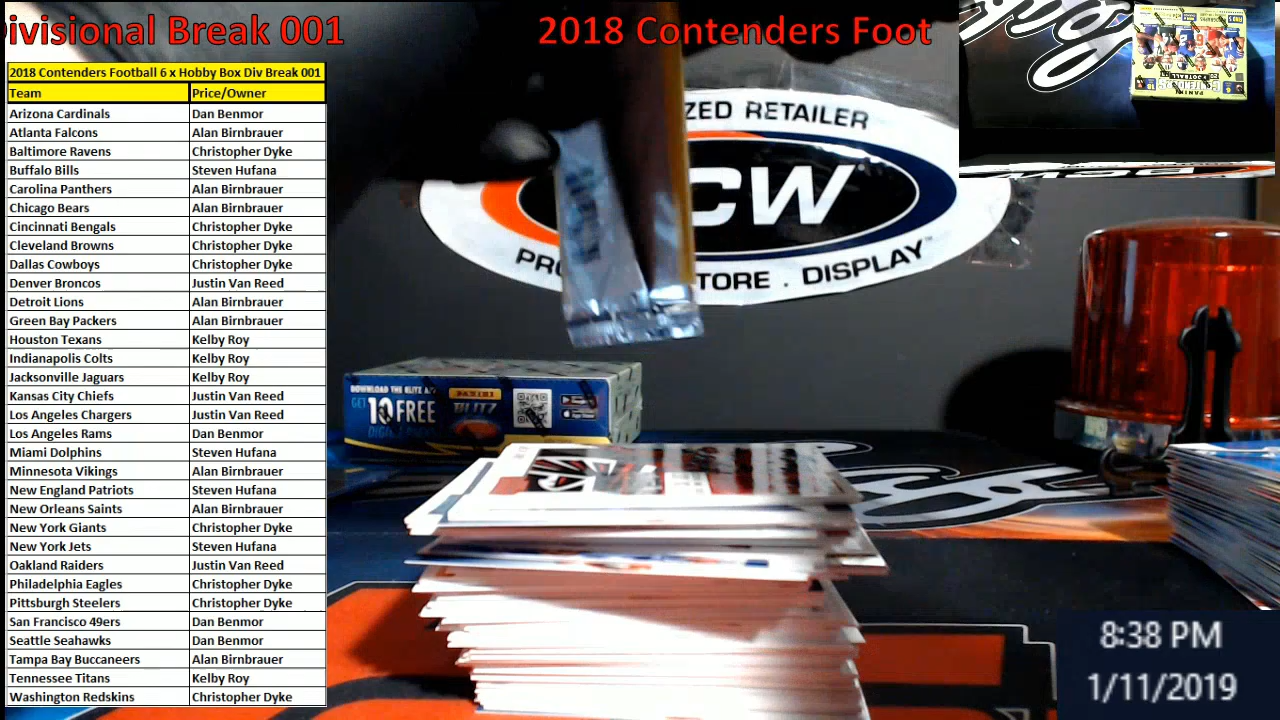 ivisional Break 001
2018 Contenders Foot
2018 Contenders Football 6 x Hobby Box Div Break 001
Team Price/Owner
Arizona Cardinals Dan Benmor
Atlanta Falcons Alan Birnbrauer
Baltimore Ravens Christopher Dyke
Buffalo Bills Steven Hufana
Carolina Panthers Alan Birnbrauer
Chicago Bears Alan Birnbrauer
Cincinnati Bengals Christopher Dyke
Cleveland Browns Christopher Dyke
Dallas Cowboys Christopher Dyke
Denver Broncos Justin Van Reed
Detroit Lions Alan Birnbrauer
Green Bay Packers Alan Birnbrauer
Houston Texans Kelby Roy
Indianapolis Colts Kelby Roy
Jacksonville Jaguars Kelby Roy
Kansas City Chiefs Justin Van Reed
Los Angeles Chargers Justin Van Reed
Los Angeles Rams Dan Benmor
Miami Dolphins Steven Hufana
Minnesota Vikings Alan Birnbrauer
New England Patriots Steven Hufana
New Orleans Saints Alan Birnbrauer
New York Giants Christopher Dyke
New York Jets Steven Hufana
Oakland Raiders Justin Van Reed
Philadelphia Eagles Christopher Dyke
Pittsburgh Steelers Christopher Dyke
San Francisco 49ers Dan Benmor
Seattle Seahawks Dan Benmor
Tampa Bay Buccaneers Alan Birnbrauer
Tennessee Titans Kelby Roy
Washington Redskins Christopher Dyke
ZED RETAILER
CW
PRO TORE . DISPLAY™
DOWNLOAD THE BLITZ A
GET 10 FREE
PANINI
BLITZ
8:38 PM
1/11/2019